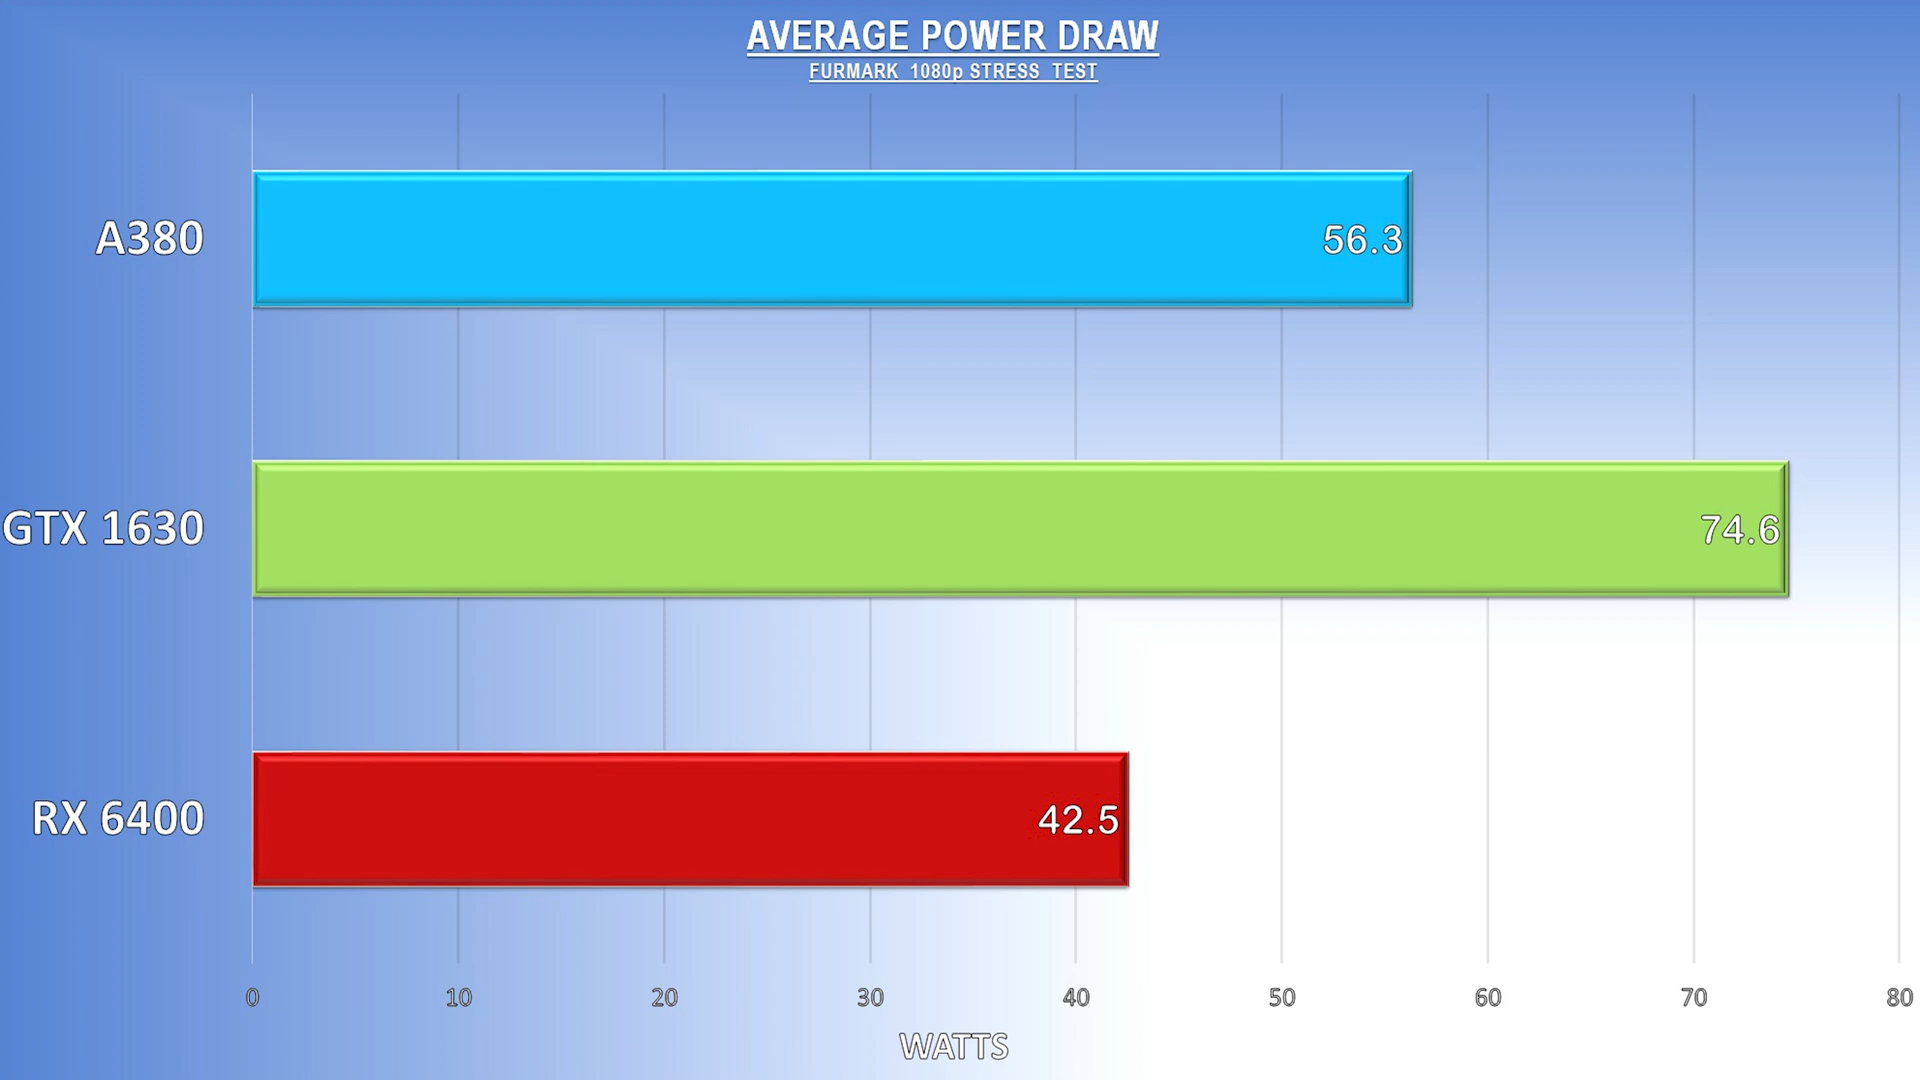 AVERAGE POWER DRAW
FURMARK 1080p STRESS TEST
A380
56.3
GTX 1630
74.6
RX 6400
42.5
0 10 20 30 40 50 60 70 80
WATTS